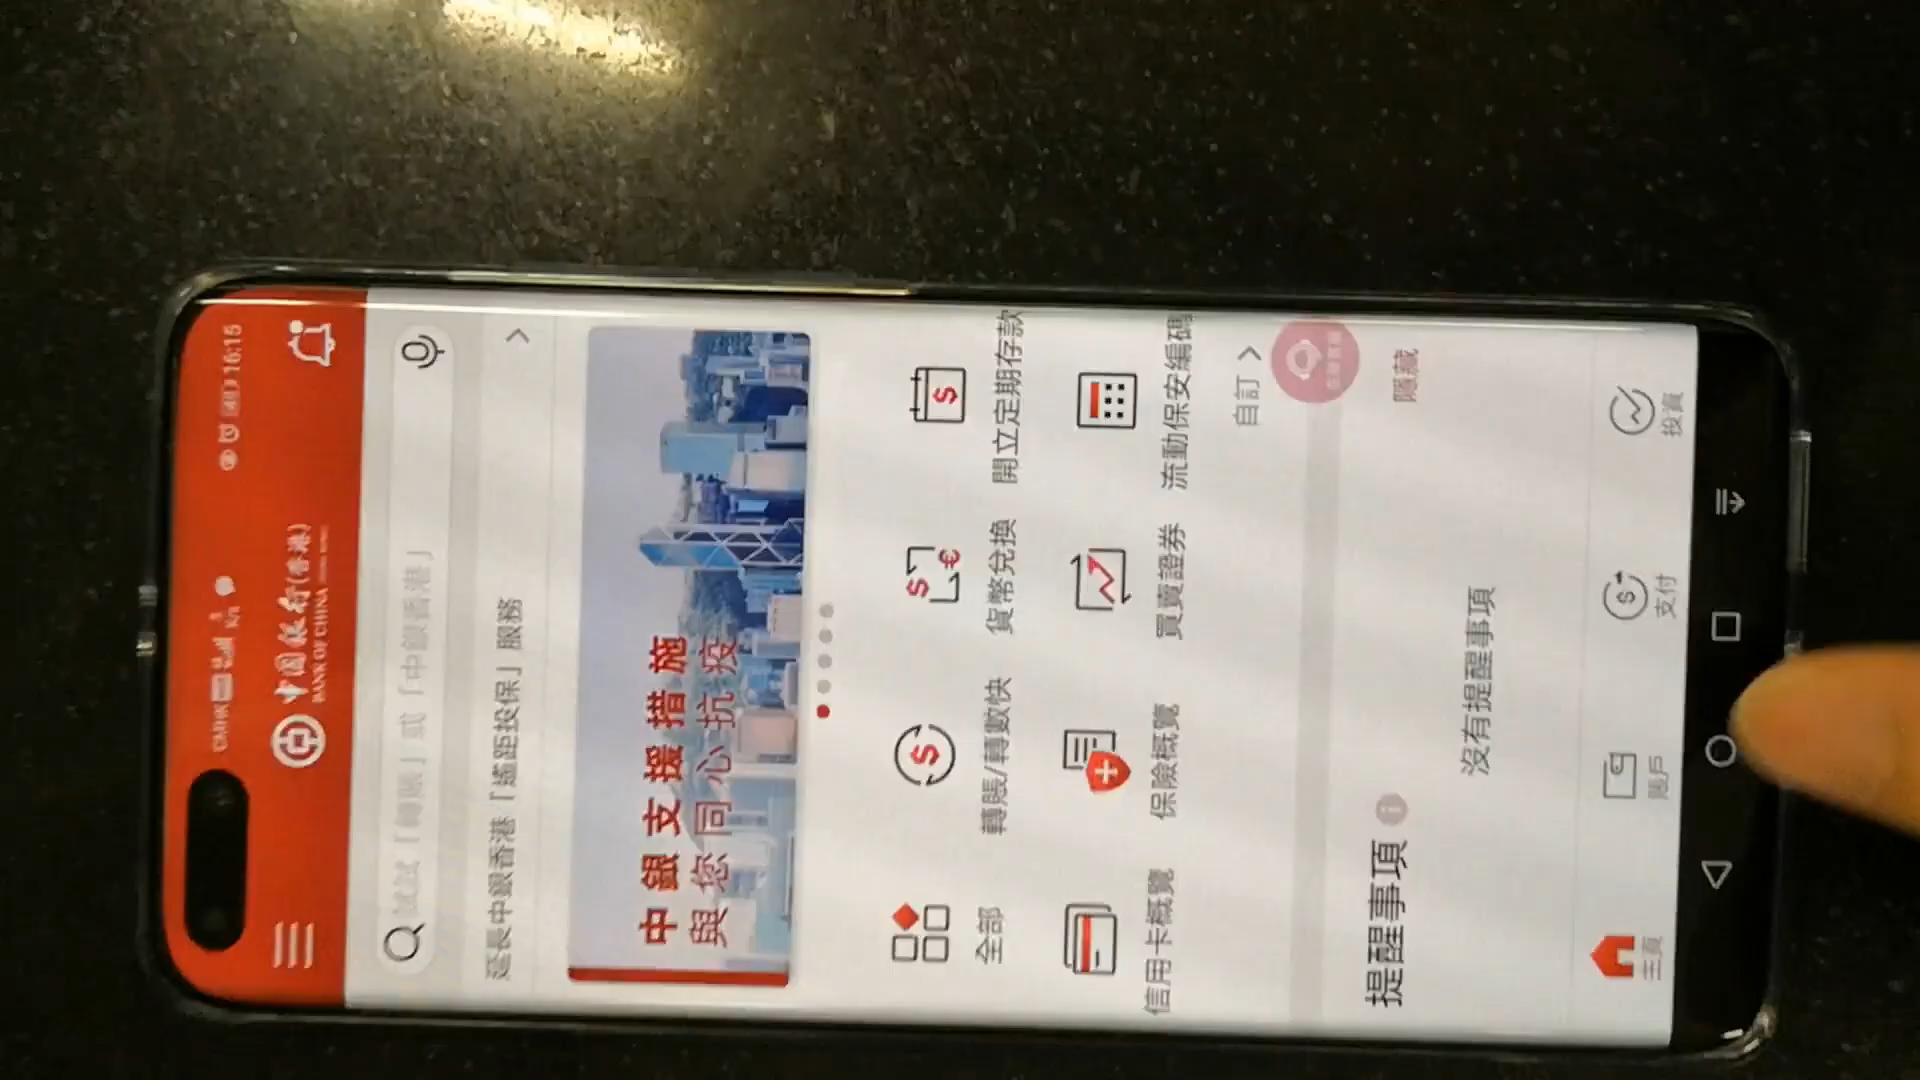 CMHK
16:15
中國銀行(香港)
BANK OF CHINA
試試「轉賬」或「中銀香港」
延長中銀香港「遙距投保」服務
中銀支援措施
與您同心抗疫
全部
轉賬/轉數快
貨幣兌換
開立定期存款
信用卡概覽
保險概覽
買賣證券
流動保安編碼
自訂
提醒事項
隱藏
沒有提醒事項
主頁
賬戶
支付
投資